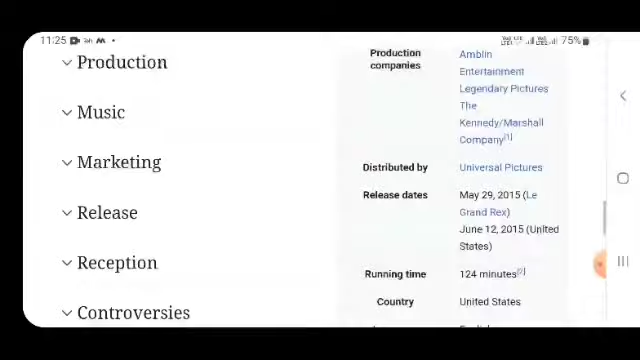 11:25
75%
Production
Music
Marketing
Release
Reception
Controversies
Production
companies
Amblin
Entertainment
Legendary Pictures
The
Kennedy/Marshall
Company[1]
Distributed by
Universal Pictures
Release dates
May 29, 2015 (Le
Grand Rex)
June 12, 2015 (United
States)
Running time
124 minutes[2]
Country
United States